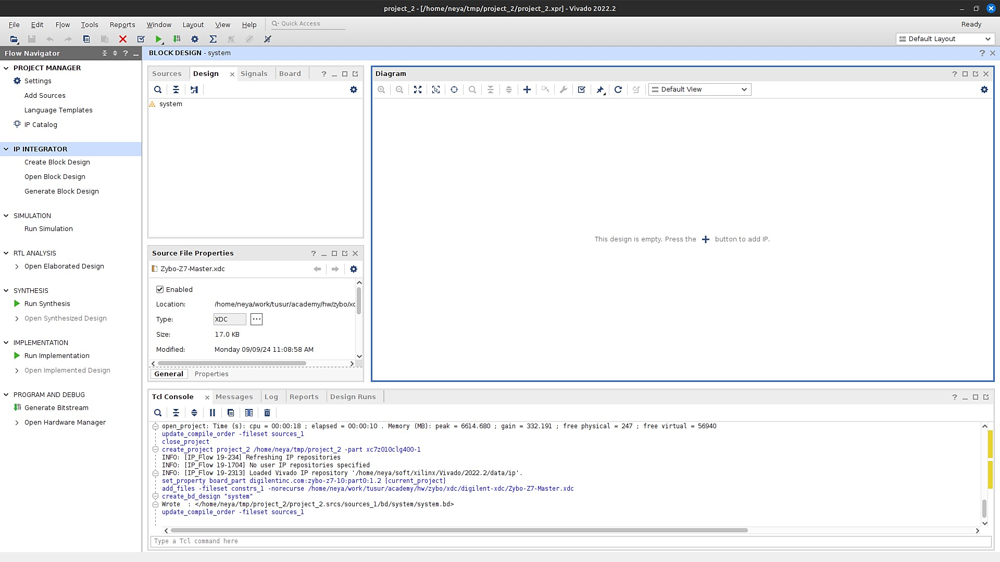 project_2 - [/home/neya/tmp/project_2/project_2.xpr] - Vivado 2022.2
File Edit Flow Tools Reports Window Layout View Help Quick Access Ready
Default Layout
Flow Navigator
PROJECT MANAGER
Settings
Add Sources
Language Templates
IP Catalog
IP INTEGRATOR
Create Block Design
Open Block Design
Generate Block Design
SIMULATION
Run Simulation
RTL ANALYSIS
Open Elaborated Design
SYNTHESIS
Run Synthesis
Open Synthesized Design
IMPLEMENTATION
Run Implementation
Open Implemented Design
PROGRAM AND DEBUG
Generate Bitstream
Open Hardware Manager
BLOCK DESIGN - system
Sources Design Signals Board
system
Source File Properties
Zybo-Z7-Master.xdc
Enabled
Location: /home/neya/work/tusur/academy/hw/zybo/xc
Type: XDC
Size: 17.0 KB
Modified: Monday 09/09/24 11:08:58 AM
General Properties
Diagram
Default View
This design is empty. Press the + button to add IP.
Tcl Console Messages Log Reports Design Runs
open_project: Time (s): cpu = 00:00:18 ; elapsed = 00:00:10 . Memory (MB): peak = 6614.680 ; gain = 332.191 ; free physical = 247 ; free virtual = 56940
update_compile_order -fileset sources_1
close_project
create_project project_2 /home/neya/tmp/project_2 -part xc7z010clg400-1
INFO: [IP_Flow 19-234] Refreshing IP repositories
INFO: [IP_Flow 19-1704] No user IP repositories specified
INFO: [IP_Flow 19-2313] Loaded Vivado IP repository '/home/neya/soft/xilinx/Vivado/2022.2/data/ip'.
set_property board_part digilentinc.com:zybo-z7-10:part0:1.2 [current_project]
add_files -fileset constrs_1 -norecurse /home/neya/work/tusur/academy/hw/zybo/xdc/digilent-xdc/Zybo-Z7-Master.xdc
create_bd_design "system"
Wrote : </home/neya/tmp/project_2/project_2.srcs/sources_1/bd/system/system.bd>
update_compile_order -fileset sources_1
Type a Tcl command here